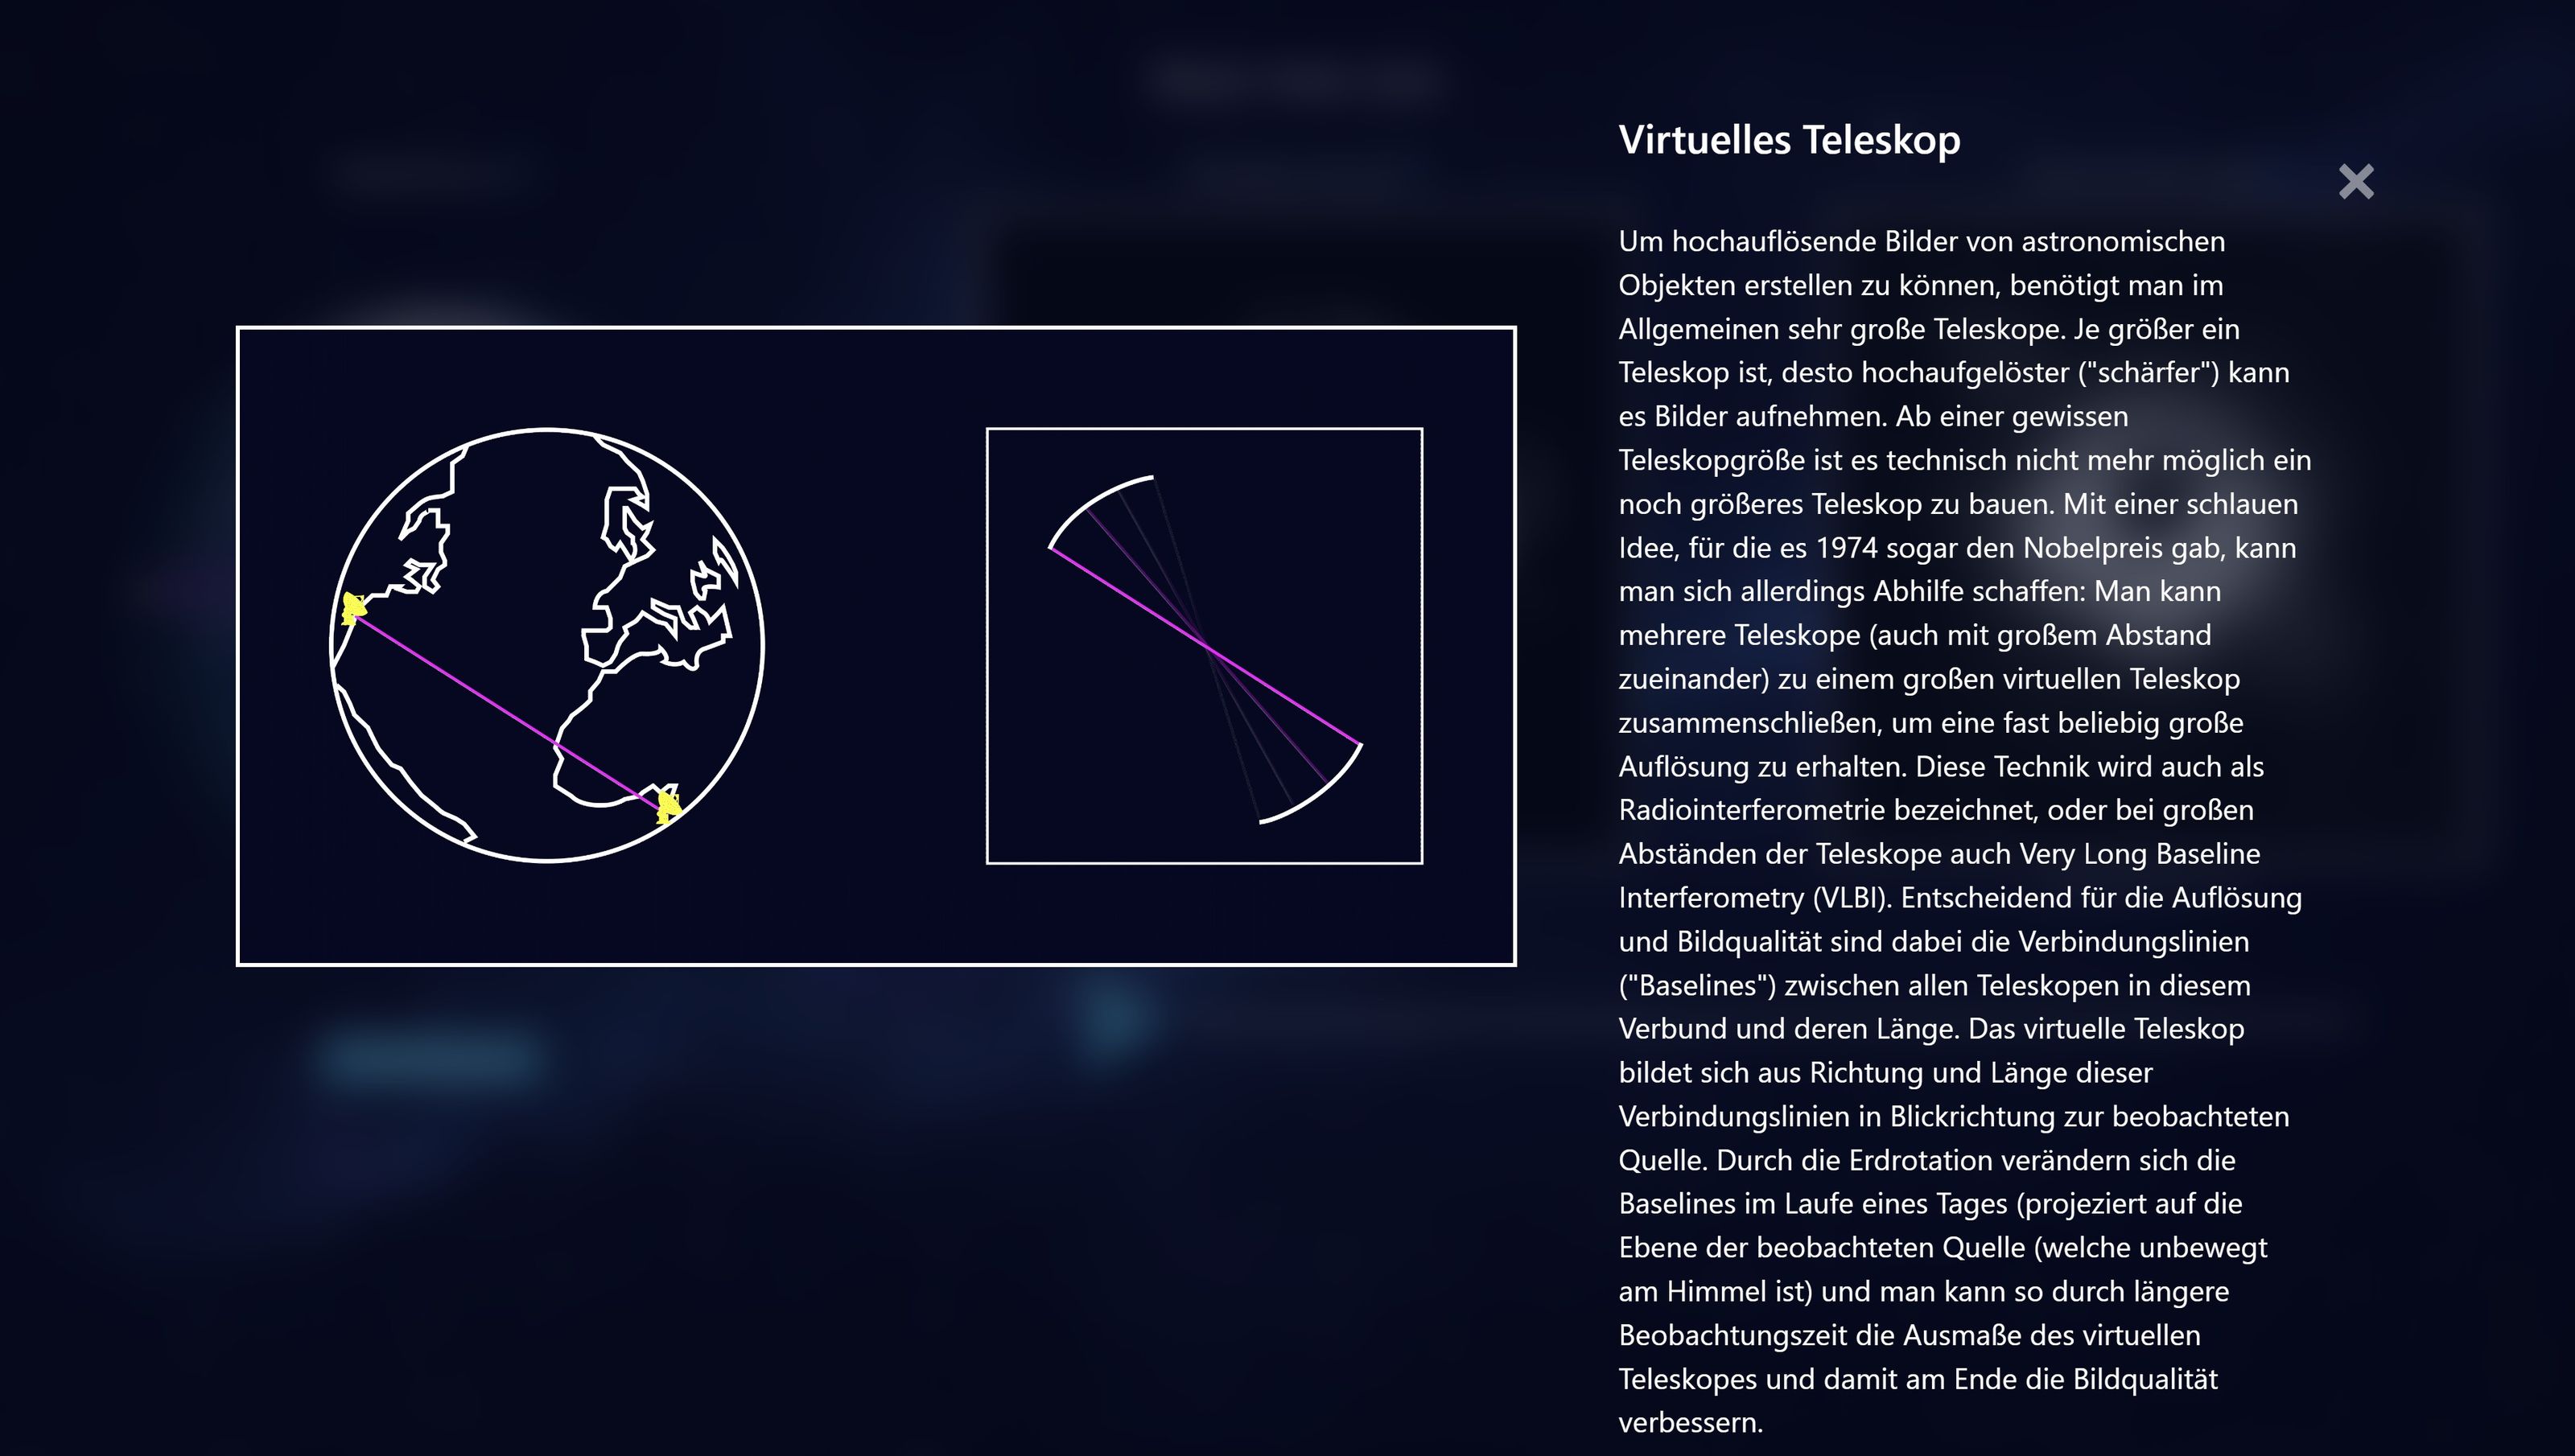 Virtuelles Teleskop
Um hochauflösende Bilder von astronomischen
Objekten erstellen zu können, benötigt man im
Allgemeinen sehr große Teleskope. Je größer ein
Teleskop ist, desto hochaufgelöster ("schärfer") kann
es Bilder aufnehmen. Ab einer gewissen
Teleskopgröße ist es technisch nicht mehr möglich ein
noch größeres Teleskop zu bauen. Mit einer schlauen
Idee, für die es 1974 sogar den Nobelpreis gab, kann
man sich allerdings Abhilfe schaffen: Man kann
mehrere Teleskope (auch mit großem Abstand
zueinander) zu einem großen virtuellen Teleskop
zusammenschließen, um eine fast beliebig große
Auflösung zu erhalten. Diese Technik wird auch als
Radiointerferometrie bezeichnet, oder bei großen
Abständen der Teleskope auch Very Long Baseline
Interferometry (VLBI). Entscheidend für die Auflösung
und Bildqualität sind dabei die Verbindungslinien
("Baselines") zwischen allen Teleskopen in diesem
Verbund und deren Länge. Das virtuelle Teleskop
bildet sich aus Richtung und Länge dieser
Verbindungslinien in Blickrichtung zur beobachteten
Quelle. Durch die Erdrotation verändern sich die
Baselines im Laufe eines Tages (projeziert auf die
Ebene der beobachteten Quelle (welche unbewegt
am Himmel ist) und man kann so durch längere
Beobachtungszeit die Ausmaße des virtuellen
Teleskopes und damit am Ende die Bildqualität
verbessern.